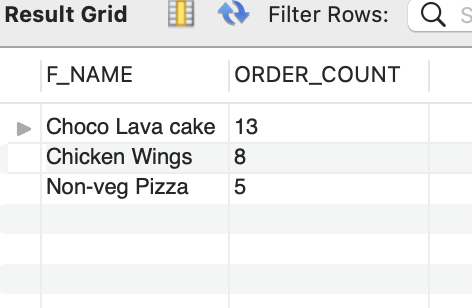 Result Grid Filter Rows: S
F_NAME ORDER_COUNT
Choco Lava cake 13
Chicken Wings 8
Non-veg Pizza 5